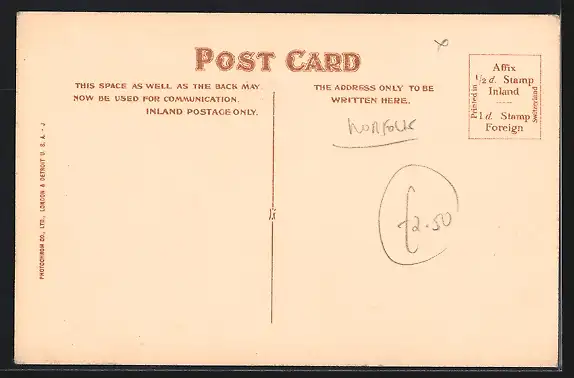 POST CARD
THIS SPACE AS WELL AS THE BACK MAY
NOW BE USED FOR COMMUNICATION.
INLAND POSTAGE ONLY.
THE ADDRESS ONLY TO BE
WRITTEN HERE.
Printed in
Affix
½ d. Stamp
Inland
1 d. Stamp
Foreign
Switzerland
NORFOLK
£2.50
PHOTOCHROM CO., LTD., LONDON & DETROIT U. S. A. - J